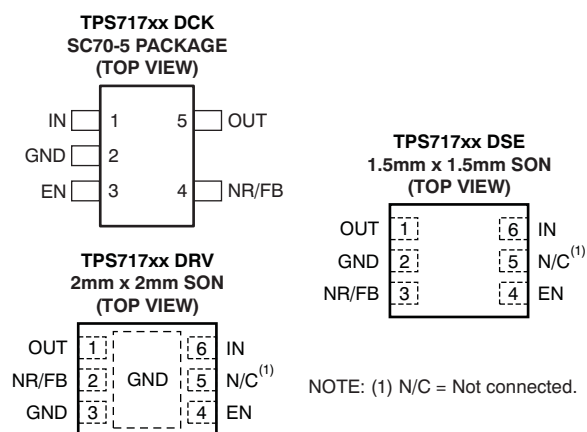 TPS717xx DCK
SC70-5 PACKAGE
(TOP VIEW)
IN 1 5 OUT
GND 2
EN 3 4 NR/FB
TPS717xx DSE
1.5mm x 1.5mm SON
(TOP VIEW)
OUT 1 6 IN
GND 2 5 N/C(1)
NR/FB 3 4 EN
TPS717xx DRV
2mm x 2mm SON
(TOP VIEW)
OUT 1 6 IN
NR/FB 2 GND 5 N/C(1)
GND 3 4 EN
NOTE: (1) N/C = Not connected.